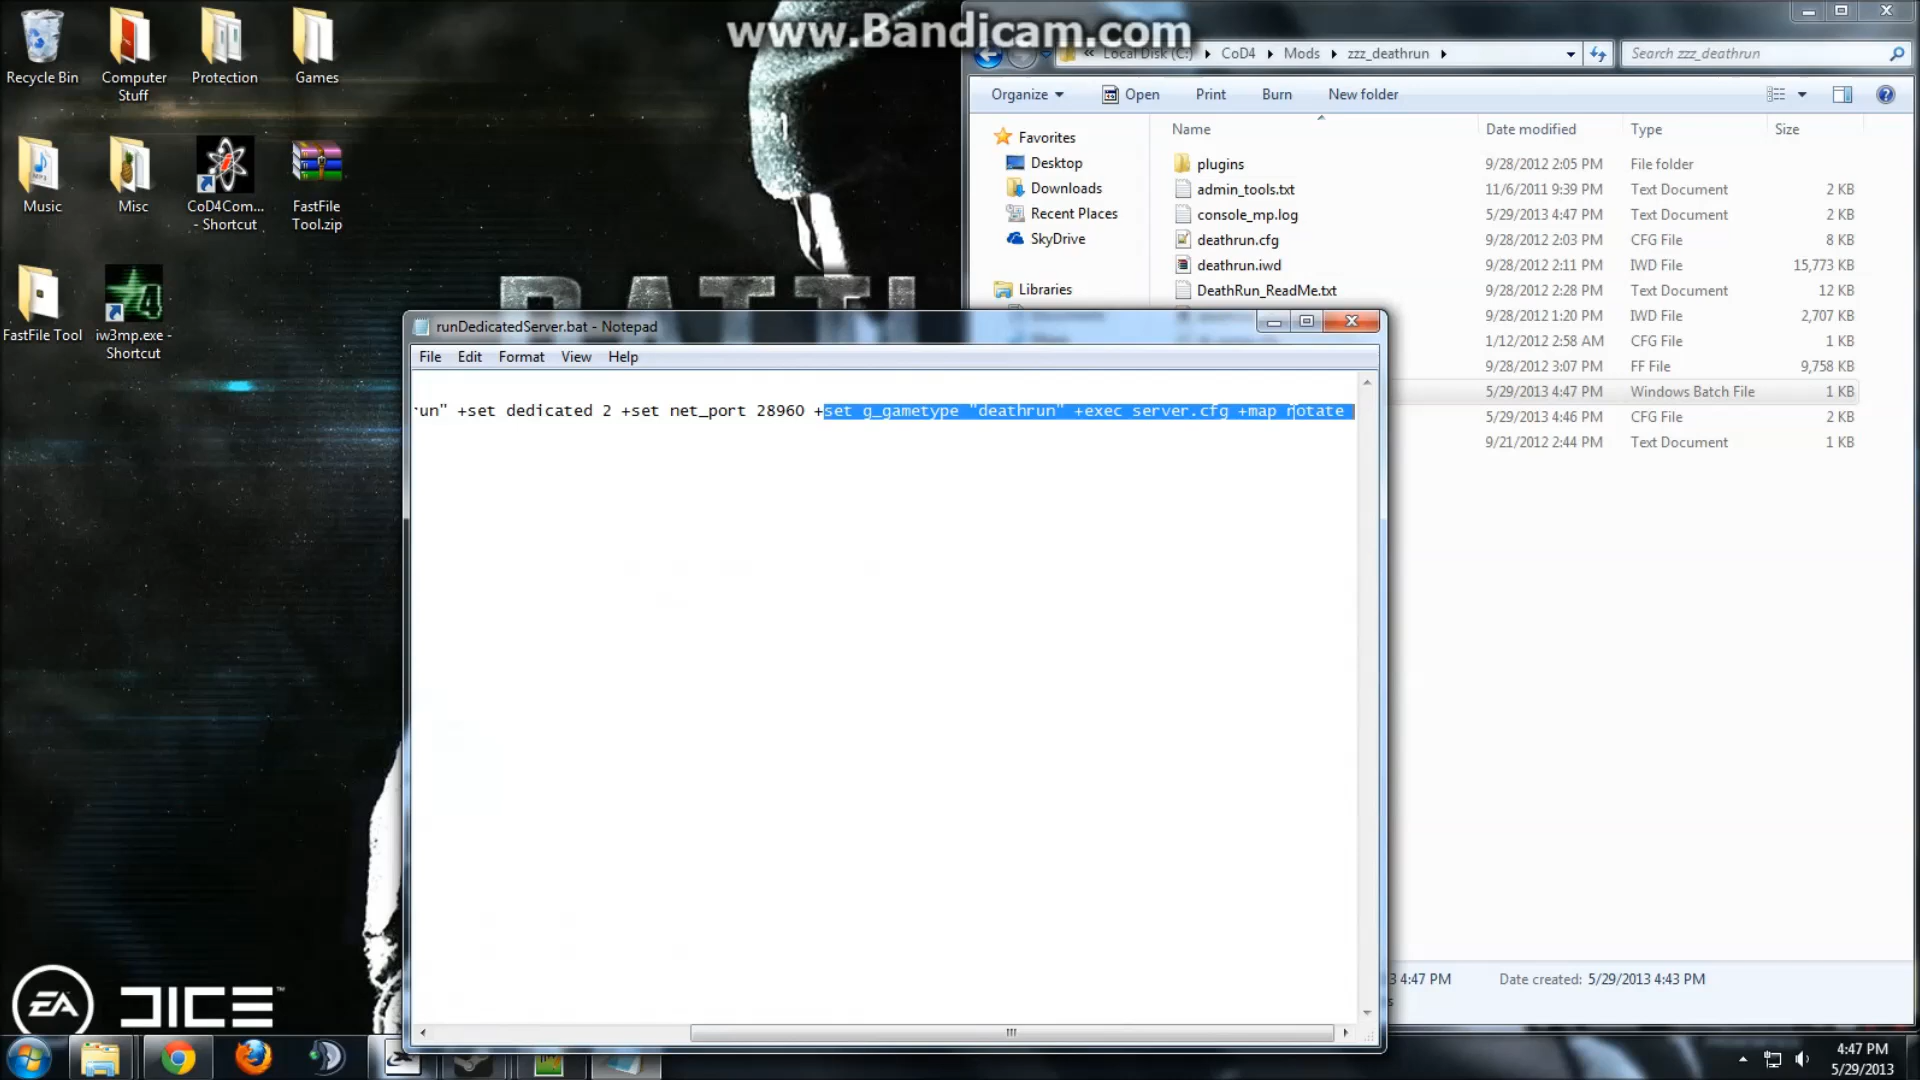 www.Bandicam.com
Recycle Bin
Computer Stuff
Protection
Games
Music
Misc
CoD4Com... - Shortcut
FastFile Tool.zip
FastFile Tool
iw3mp.exe - Shortcut
« Local Disk (C:) CoD4 Mods zzz_deathrun
Search zzz_deathrun
Organize Open Print Burn New folder
Favorites
Desktop
Downloads
Recent Places
SkyDrive
Libraries
Name Date modified Type Size
plugins 9/28/2012 2:05 PM File folder
admin_tools.txt 11/6/2011 9:39 PM Text Document 2 KB
console_mp.log 5/29/2013 4:47 PM Text Document 2 KB
deathrun.cfg 9/28/2012 2:03 PM CFG File 8 KB
deathrun.iwd 9/28/2012 2:11 PM IWD File 15,773 KB
DeathRun_ReadMe.txt 9/28/2012 2:28 PM Text Document 12 KB
9/28/2012 1:20 PM IWD File 2,707 KB
1/12/2012 2:58 AM CFG File 1 KB
9/28/2012 3:07 PM FF File 9,758 KB
5/29/2013 4:47 PM Windows Batch File 1 KB
5/29/2013 4:46 PM CFG File 2 KB
9/21/2012 2:44 PM Text Document 1 KB
runDedicatedServer.bat - Notepad
File Edit Format View Help
run" +set dedicated 2 +set net_port 28960 +set g_gametype "deathrun" +exec server.cfg +map rotate
3 4:47 PM Date created: 5/29/2013 4:43 PM
EA DICE™
4:47 PM
5/29/2013